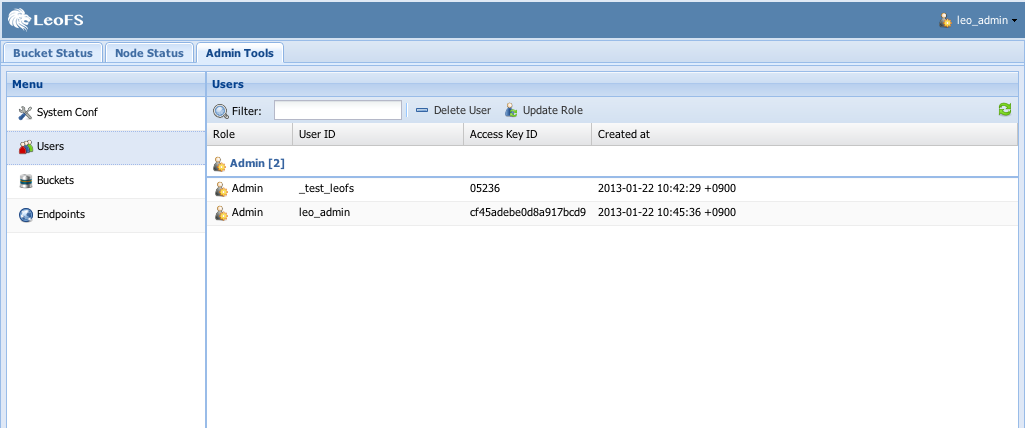 LeoFS
leo_admin
Bucket Status Node Status Admin Tools
Menu
System Conf
Users
Buckets
Endpoints
Users
Filter: Delete User Update Role
Role User ID Access Key ID Created at
Admin [2]
Admin _test_leofs 05236 2013-01-22 10:42:29 +0900
Admin leo_admin cf45adebe0d8a917bcd9 2013-01-22 10:45:36 +0900